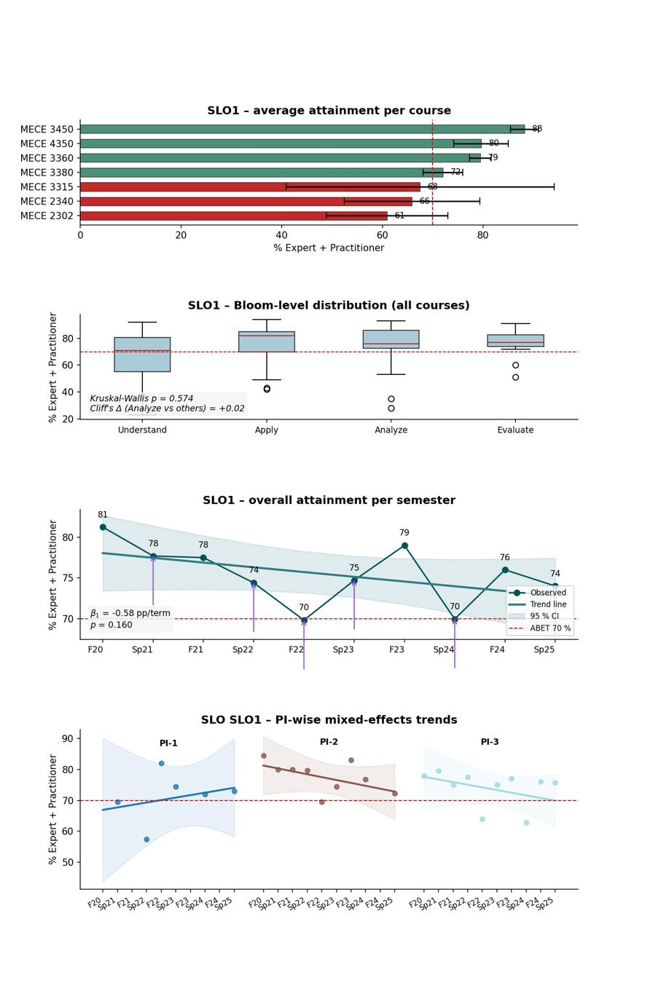 SLO1 – average attainment per course
MECE 3450
88
MECE 4350
80
MECE 3360
79
MECE 3380
72
MECE 3315
68
MECE 2340
66
MECE 2302
61
0 20 40 60 80
% Expert + Practitioner
SLO1 – Bloom-level distribution (all courses)
% Expert + Practitioner
80
60
40
20
Kruskal-Wallis p = 0.574
Cliff's Δ (Analyze vs others) = +0.02
Understand Apply Analyze Evaluate
SLO1 – overall attainment per semester
% Expert + Practitioner
80
75
70
81 78 78 74 70 75 79 70 76 74
β1 = -0.58 pp/term
p = 0.160
Observed
Trend line
95 % CI
ABET 70 %
F20 Sp21 F21 Sp22 F22 Sp23 F23 Sp24 F24 Sp25
SLO SLO1 – PI-wise mixed-effects trends
% Expert + Practitioner
90
80
70
60
50
PI-1 PI-2 PI-3
F20 Sp21 F21 Sp22 F22 Sp23 F23 Sp24 F24 Sp25 F20 Sp21 F21 Sp22 F22 Sp23 F23 Sp24 F24 Sp25 F20 Sp21 F21 Sp22 F22 Sp23 F23 Sp24 F24 Sp25